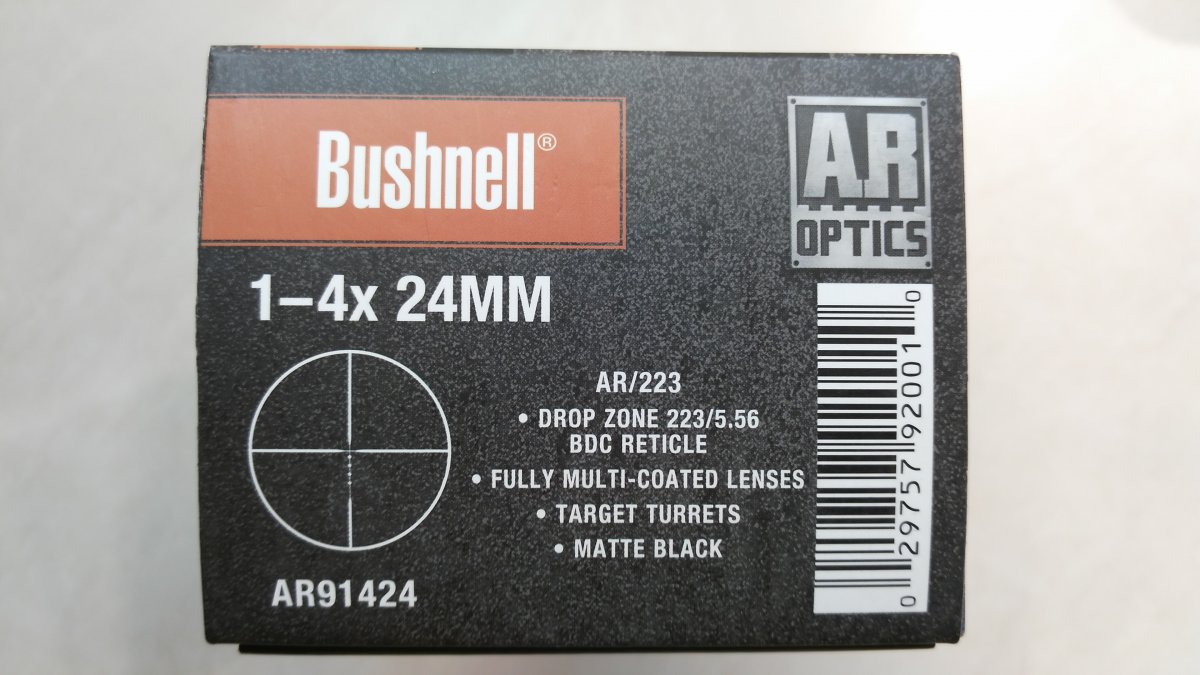 Bushnell®
AR
OPTICS
1–4x 24MM
AR/223
• DROP ZONE 223/5.56
BDC RETICLE
• FULLY MULTI-COATED LENSES
• TARGET TURRETS
• MATTE BLACK
AR91424
0 29757 92001 0